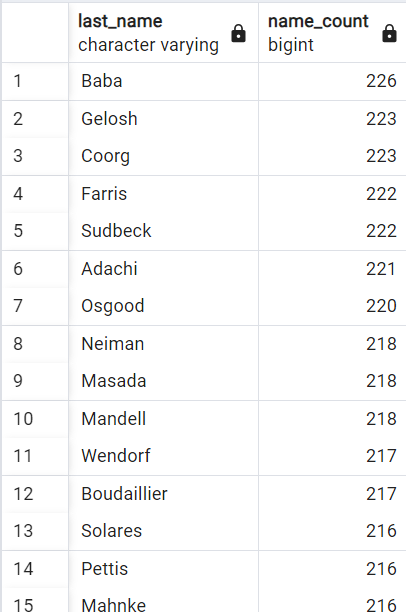 last_name name_count
character varying bigint
1 Baba 226
2 Gelosh 223
3 Coorg 223
4 Farris 222
5 Sudbeck 222
6 Adachi 221
7 Osgood 220
8 Neiman 218
9 Masada 218
10 Mandell 218
11 Wendorf 217
12 Boudaillier 217
13 Solares 216
14 Pettis 216
15 Mahnke 216